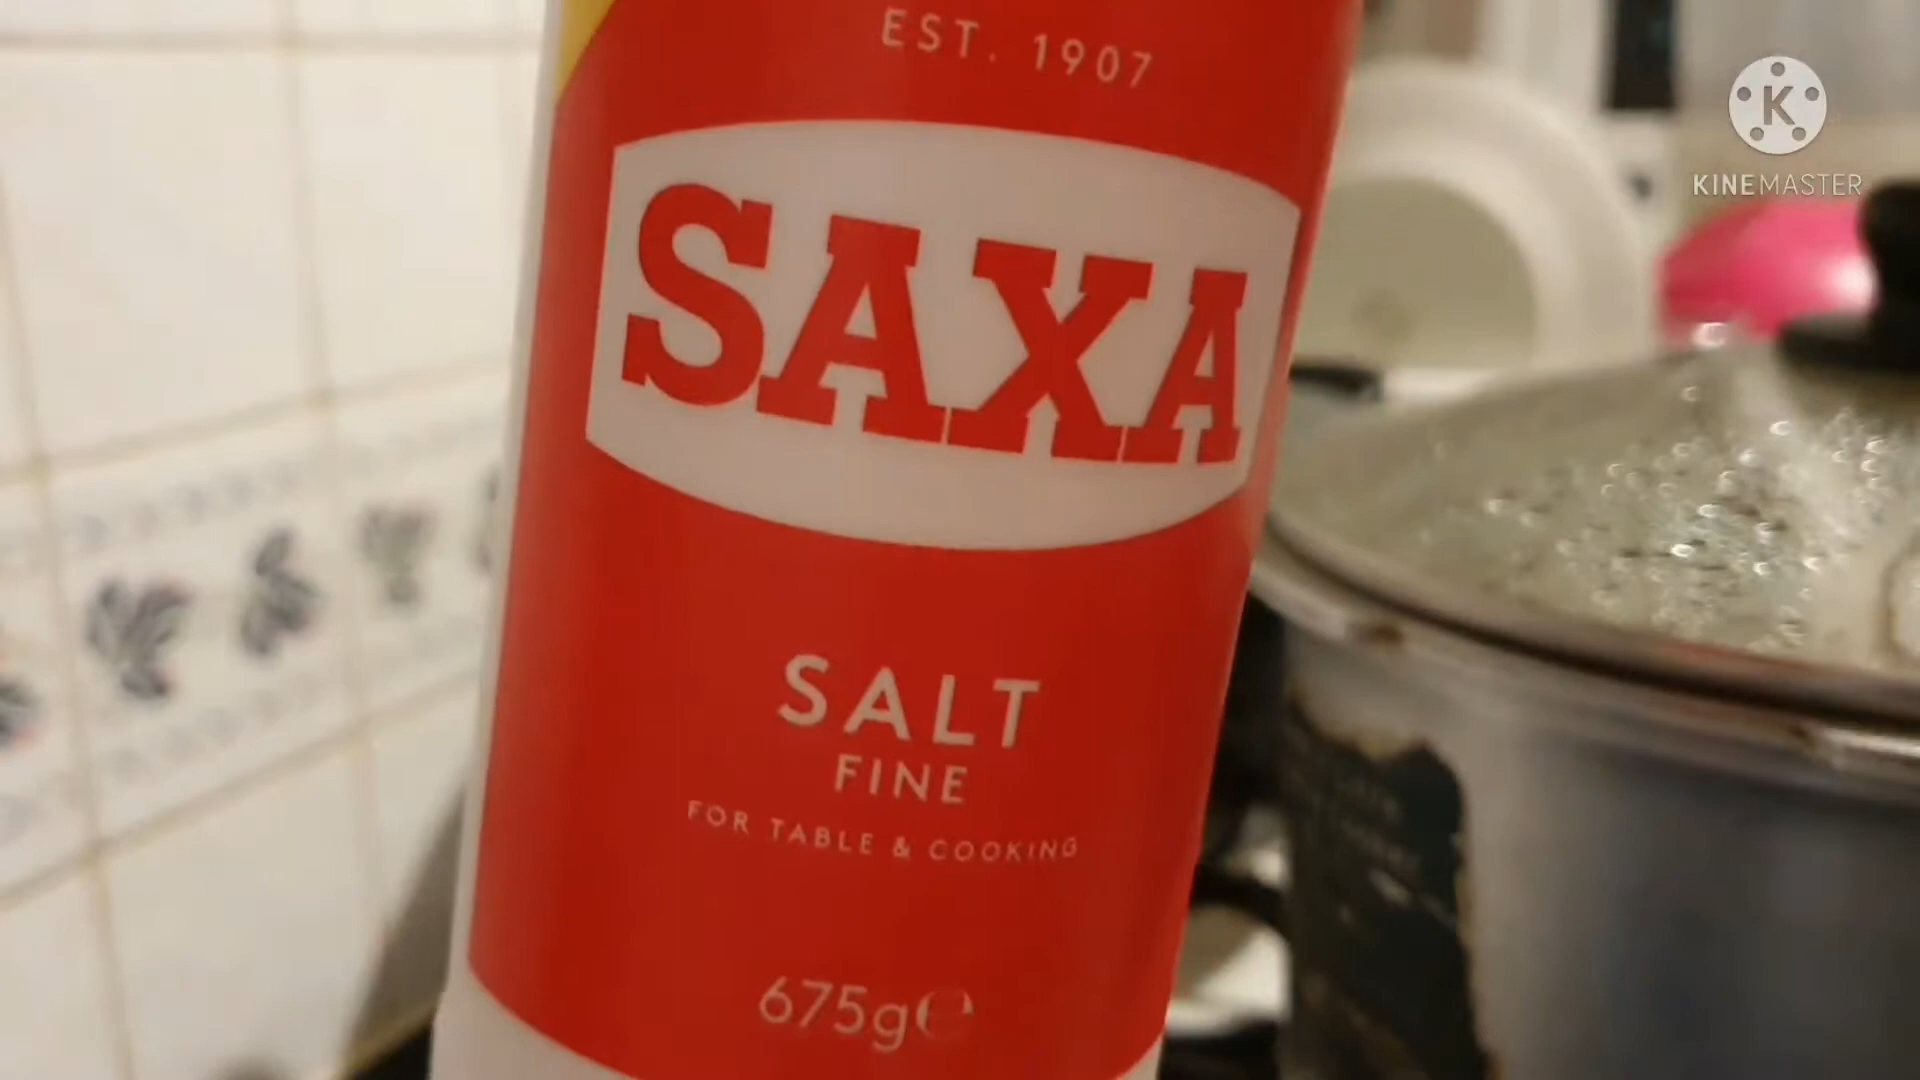 EST. 1907
SAXA
SALT
FINE
FOR TABLE & COOKING
675g℮
K
KINEMASTER